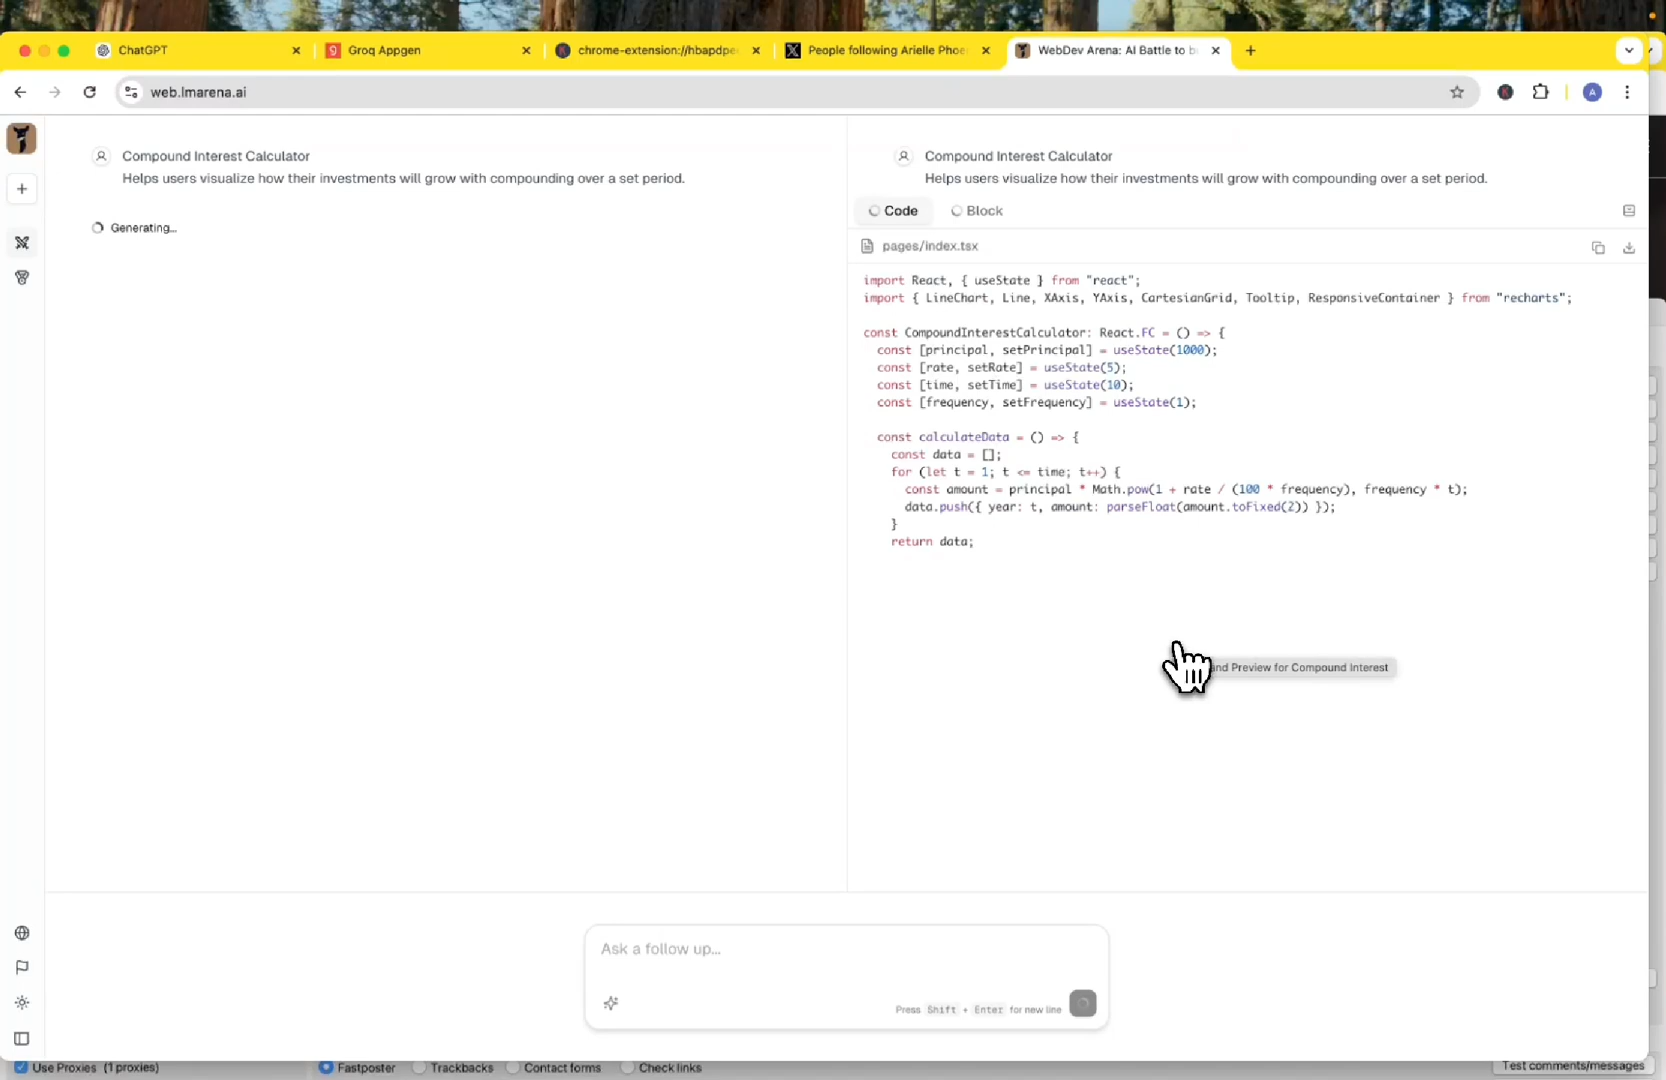 ChatGPT
Groq Appgen
chrome-extension://hbapdpe
People following Arielle Phoe
WebDev Arena: AI Battle to b
web.lmarena.ai
A
Compound Interest Calculator
Helps users visualize how their investments will grow with compounding over a set period.
Generating...
Compound Interest Calculator
Helps users visualize how their investments will grow with compounding over a set period.
Code
Block
pages/index.tsx
import React, { useState } from "react";
import { LineChart, Line, XAxis, YAxis, CartesianGrid, Tooltip, ResponsiveContainer } from "recharts";
const CompoundInterestCalculator: React.FC = () => {
const [principal, setPrincipal] = useState(1000);
const [rate, setRate] = useState(5);
const [time, setTime] = useState(10);
const [frequency, setFrequency] = useState(1);
const calculateData = () => {
const data = [];
for (let t = 1; t <= time; t++) {
const amount = principal * Math.pow(1 + rate / (100 * frequency), frequency * t);
data.push({ year: t, amount: parseFloat(amount.toFixed(2)) });
}
return data;
and Preview for Compound Interest
Ask a follow up...
Press Shift + Enter for new line
Use Proxies (1 proxies)
Fastposter
Trackbacks
Contact forms
Check links
Test comments/messages